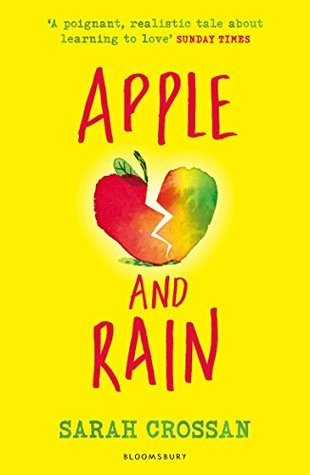 ‘A poignant, realistic tale about
learning to love’ SUNDAY TIMES
APPLE
AND
RAIN
SARAH CROSSAN
BLOOMSBURY